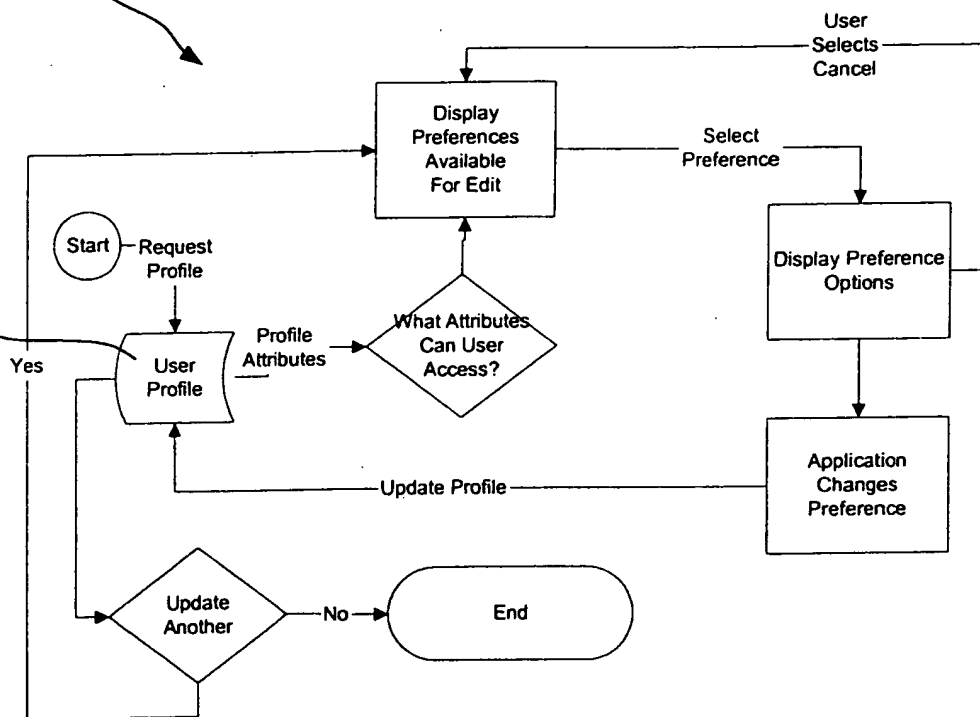 User
Selects
Cancel
Display
Preferences
Available
For Edit
Select
Preference
Start
Request
Profile
Display Preference
Options
What Attributes
Can User
Access?
Profile
Attributes
User
Profile
Yes
Application
Changes
Preference
Update Profile
Update
Another
No
End